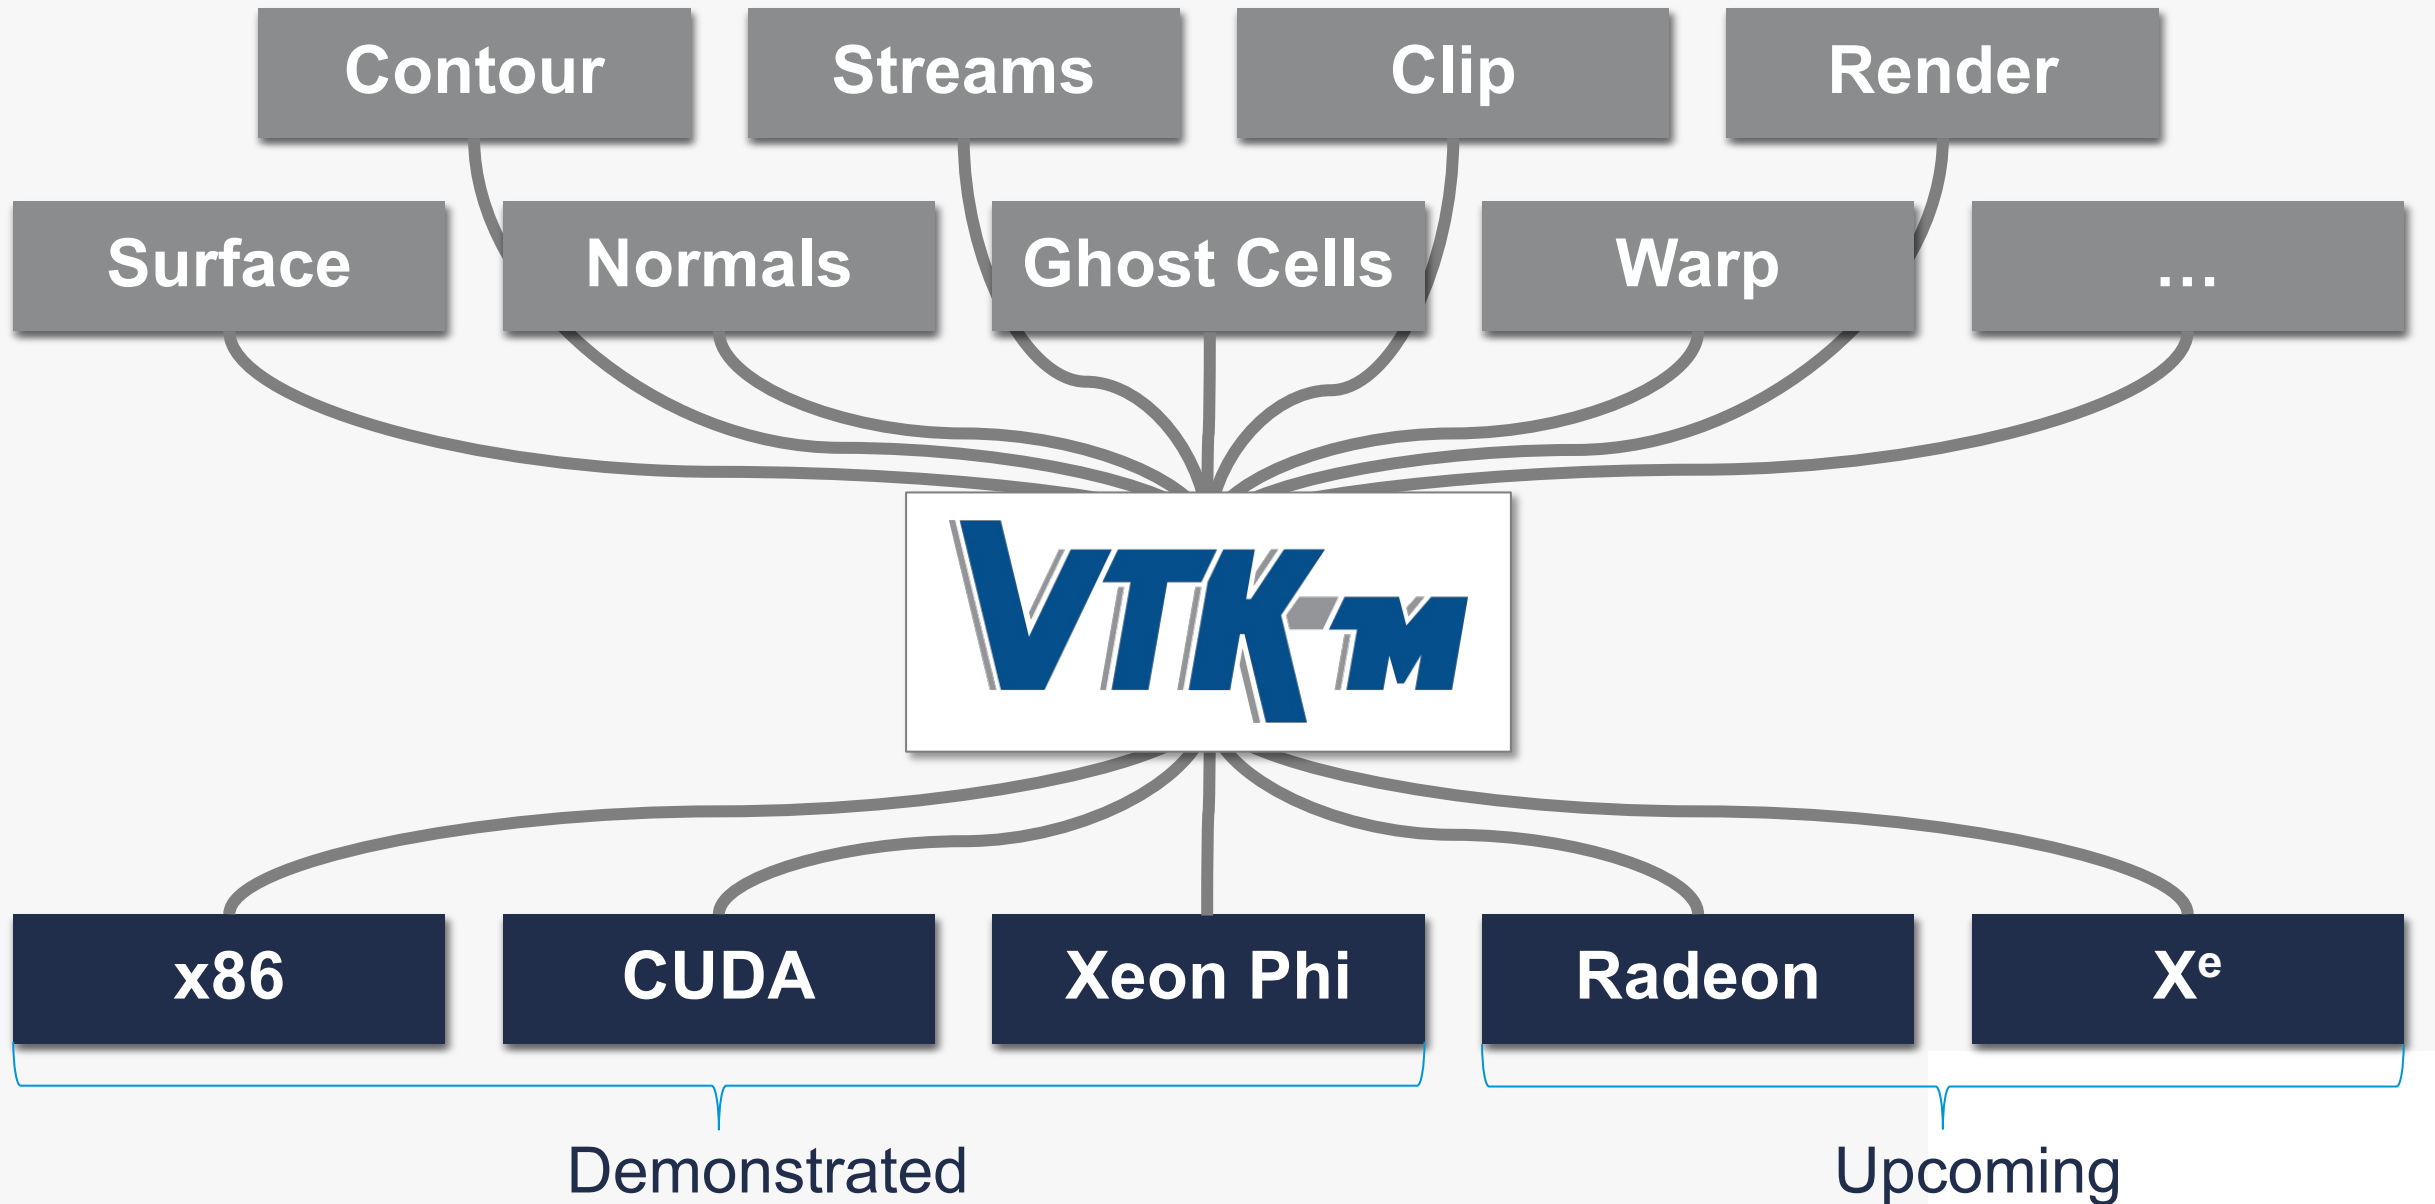 Contour
Streams
Clip
Render
Surface
Normals
Ghost Cells
Warp
...
VTK-m
x86
CUDA
Xeon Phi
Radeon
Xᵉ
Demonstrated
Upcoming